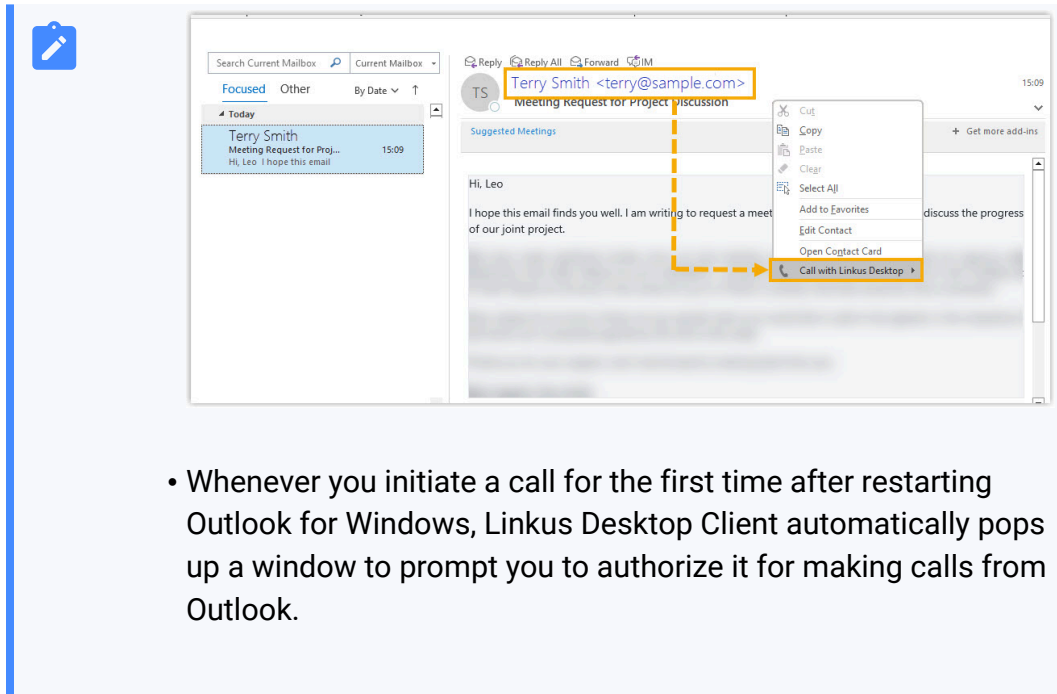 Search Current Mailbox Current Mailbox
Focused Other By Date
Today
Terry Smith
Meeting Request for Proj... 15:09
Hi, Leo I hope this email
Reply Reply All Forward IM
TS
Terry Smith <terry@sample.com>
15:09
Meeting Request for Project Discussion
Suggested Meetings
+ Get more add-ins
Hi, Leo
I hope this email finds you well. I am writing to request a meet discuss the progress
of our joint project.
Cut
Copy
Paste
Clear
Select All
Add to Favorites
Edit Contact
Open Contact Card
Call with Linkus Desktop
• Whenever you initiate a call for the first time after restarting
Outlook for Windows, Linkus Desktop Client automatically pops
up a window to prompt you to authorize it for making calls from
Outlook.